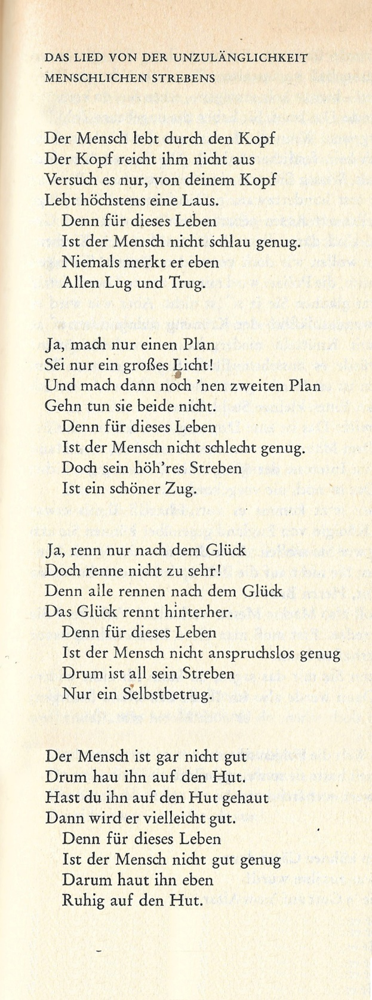 DAS LIED VON DER UNZULÄNGLICHKEIT
MENSCHLICHEN STREBENS
Der Mensch lebt durch den Kopf
Der Kopf reicht ihm nicht aus
Versuch es nur, von deinem Kopf
Lebt höchstens eine Laus.
Denn für dieses Leben
Ist der Mensch nicht schlau genug.
Niemals merkt er eben
Allen Lug und Trug.
Ja, mach nur einen Plan
Sei nur ein großes Licht!
Und mach dann noch ’nen zweiten Plan
Gehn tun sie beide nicht.
Denn für dieses Leben
Ist der Mensch nicht schlecht genug.
Doch sein höh’res Streben
Ist ein schöner Zug.
Ja, renn nur nach dem Glück
Doch renne nicht zu sehr!
Denn alle rennen nach dem Glück
Das Glück rennt hinterher.
Denn für dieses Leben
Ist der Mensch nicht anspruchslos genug
Drum ist all sein Streben
Nur ein Selbstbetrug.
Der Mensch ist gar nicht gut
Drum hau ihn auf den Hut.
Hast du ihn auf den Hut gehaut
Dann wird er vielleicht gut.
Denn für dieses Leben
Ist der Mensch nicht gut genug
Darum haut ihn eben
Ruhig auf den Hut.